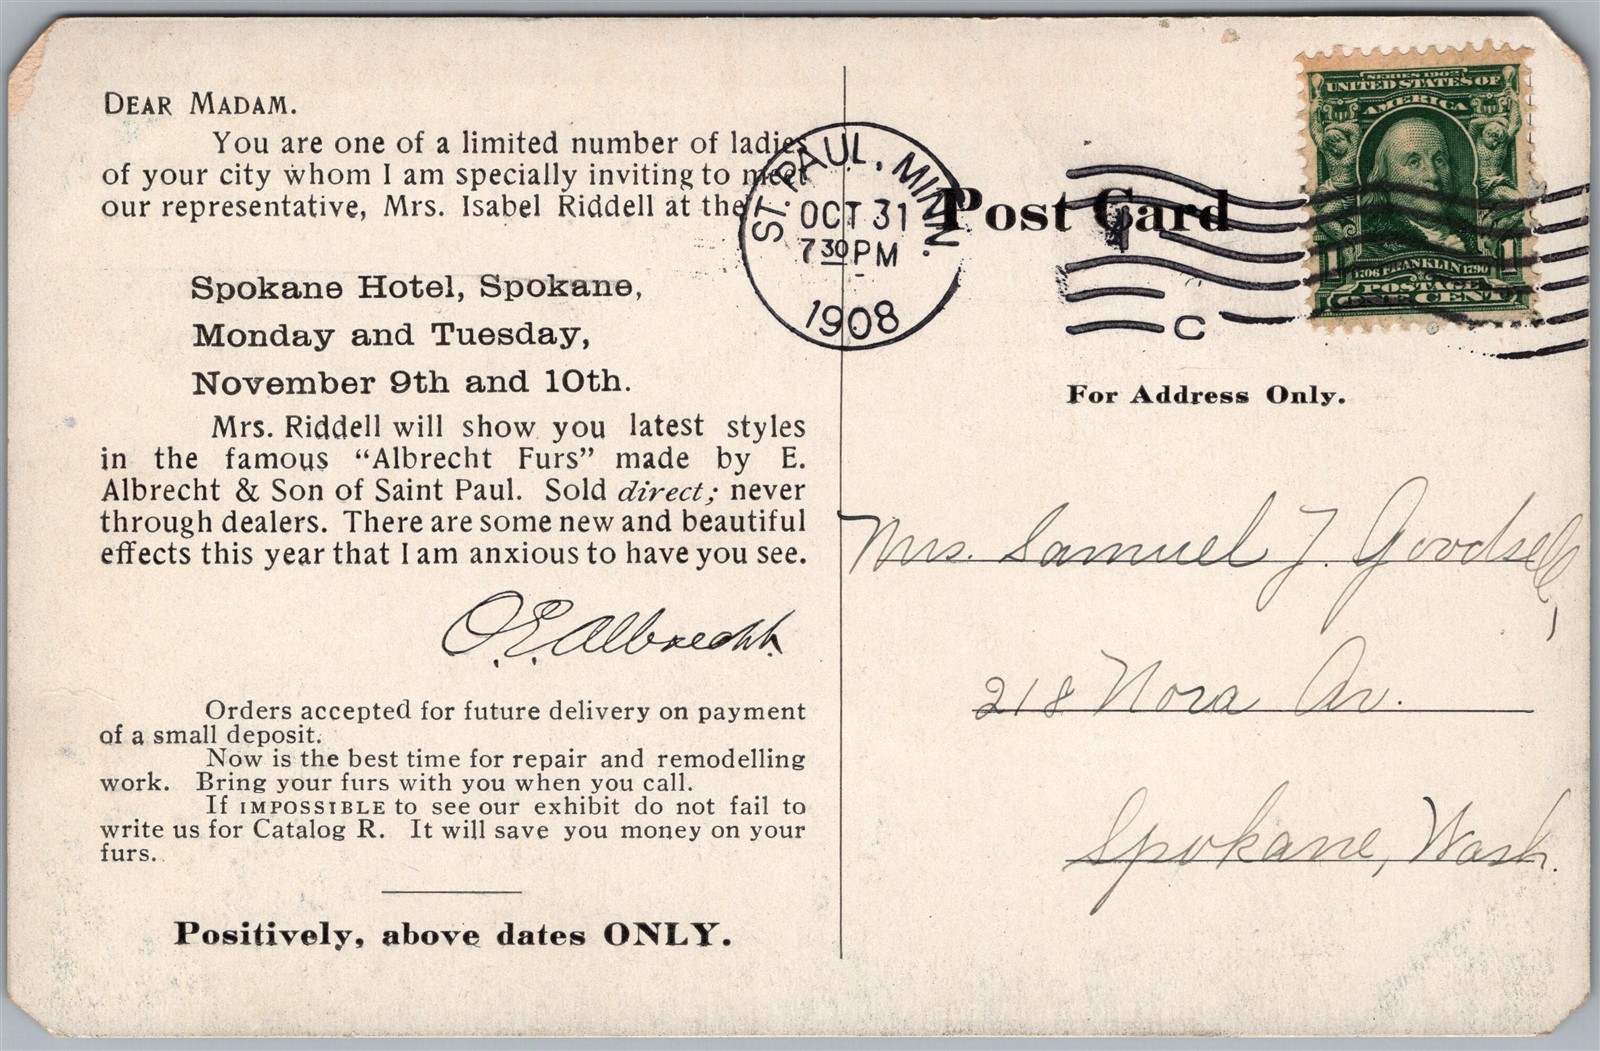 DEAR MADAM.
You are one of a limited number of ladies
of your city whom I am specially inviting to meet
our representative, Mrs. Isabel Riddell at the
Spokane Hotel, Spokane,
Monday and Tuesday,
November 9th and 10th.
Mrs. Riddell will show you latest styles
in the famous “Albrecht Furs” made by E.
Albrecht & Son of Saint Paul. Sold direct; never
through dealers. There are some new and beautiful
effects this year that I am anxious to have you see.
O.E. Albrecht.
Orders accepted for future delivery on payment
of a small deposit.
Now is the best time for repair and remodelling
work. Bring your furs with you when you call.
If IMPOSSIBLE to see our exhibit do not fail to
write us for Catalog R. It will save you money on your
furs.
Positively, above dates ONLY.
ST. PAUL, MINN.
OCT 31
7 30 PM
1908
Post Card
1
C
SERIES 1902
UNITED STATES OF
AMERICA
1 1
1706 FRANKLIN 1790
POSTAGE
ONE CENT
For Address Only.
Mrs. Samuel J. Goodsell,
218 Nora Av.
Spokane, Wash.